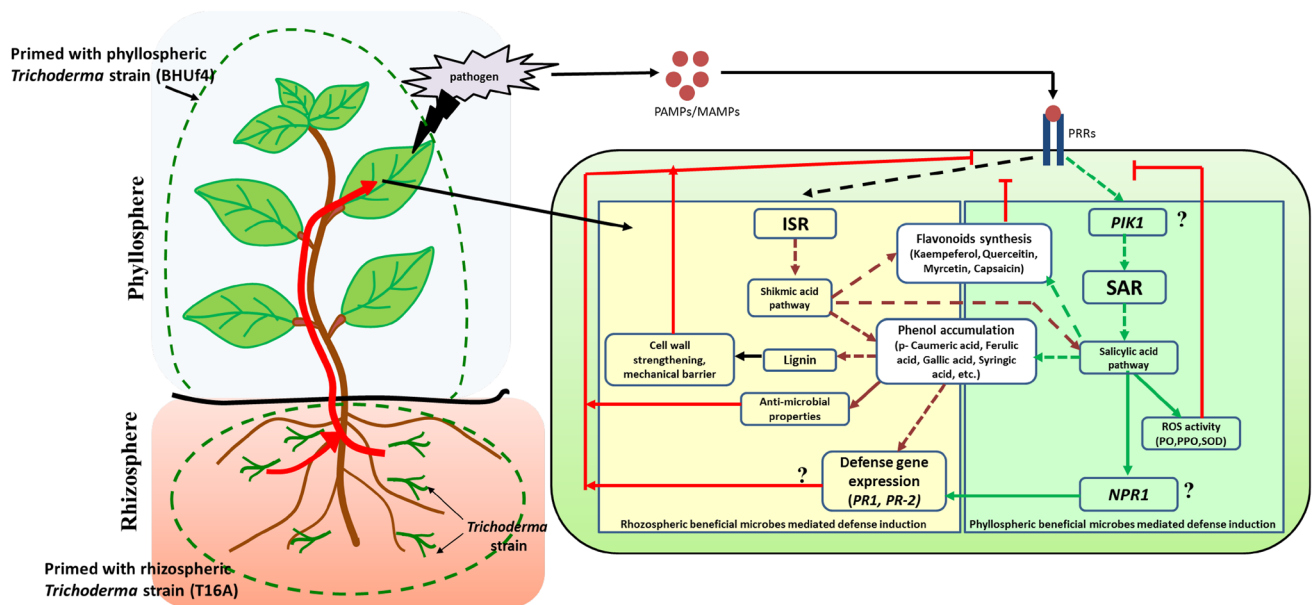 Primed with phyllospheric
Trichoderma strain (BHUf4)
pathogen
PAMPs/MAMPs
PRRs
Phyllosphere
Rhizosphere
ISR
Shikmic acid
pathway
Flavonoids synthesis
(Kaempeferol, Querceitin,
Myrcetin, Capsaicin)
PIK1
?
SAR
Salicylic acid
pathway
Phenol accumulation
(p- Caumeric acid, Ferulic
acid, Gallic acid, Syringic
acid, etc.)
Cell wall
strengthening,
mechanical barrier
Lignin
Anti-microbial
properties
ROS activity
(PO,PPO,SOD)
?
Defense gene
expression
(PR1, PR-2)
NPR1
?
Rhozospheric beneficial microbes mediated defense induction
Phyllospheric beneficial microbes mediated defense induction
Trichoderma
strain
Primed with rhizospheric
Trichoderma strain (T16A)